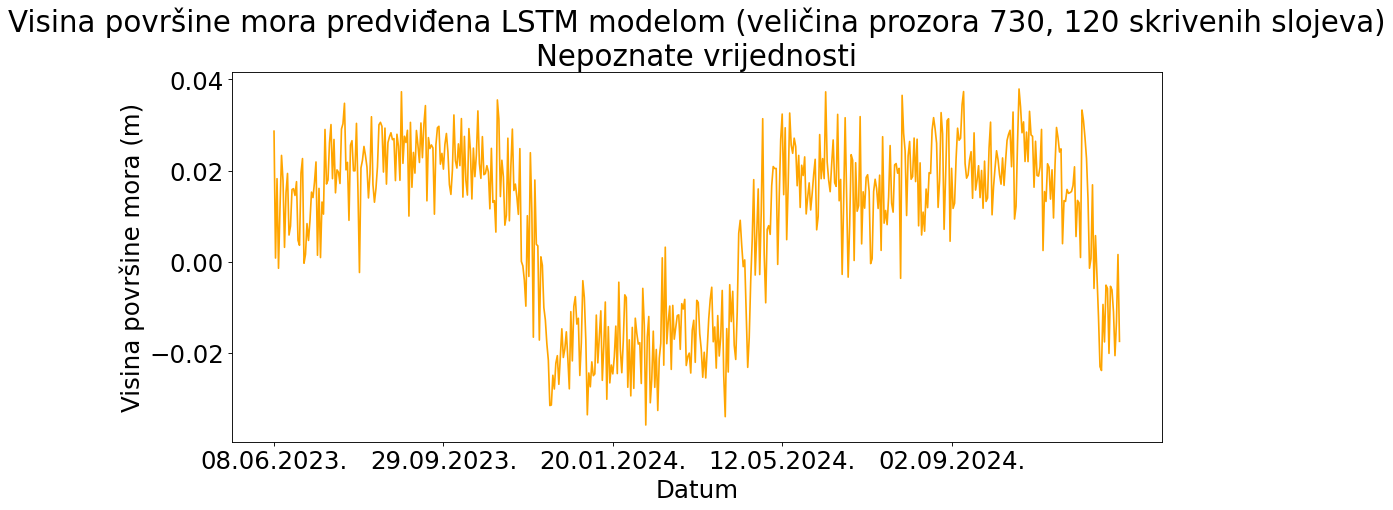 Visina površine mora predviđena LSTM modelom (veličina prozora 730, 120 skrivenih slojeva)
Nepoznate vrijednosti
Visina površine mora (m)
0.04
0.02
0.00
−0.02
08.06.2023. 29.09.2023. 20.01.2024. 12.05.2024. 02.09.2024.
Datum